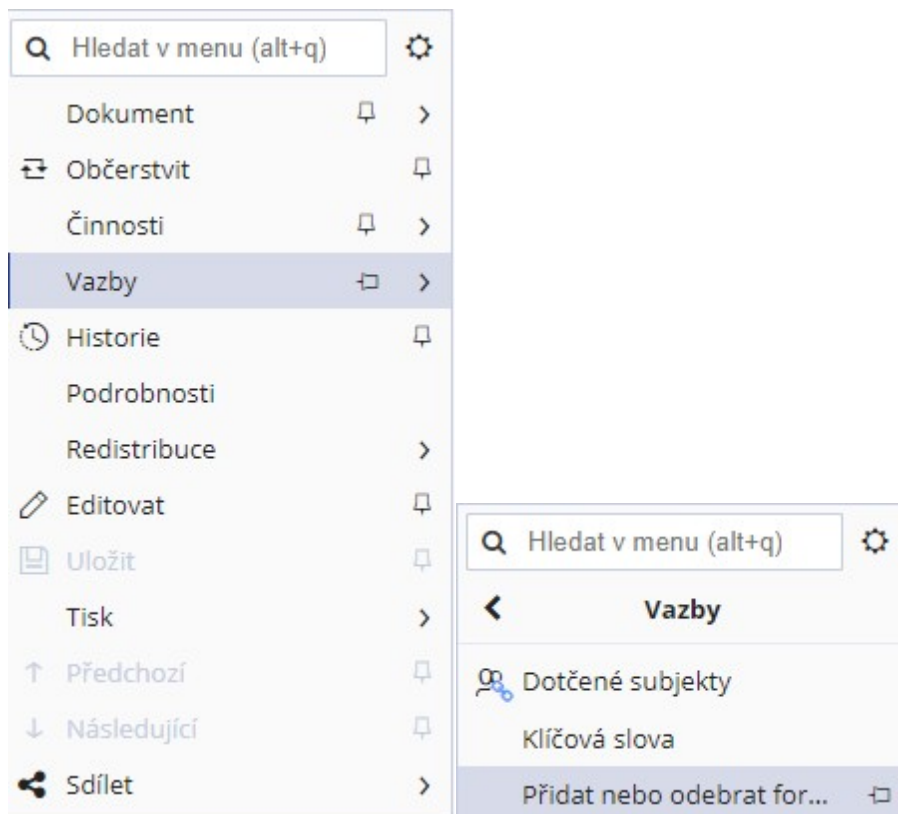 Hledat v menu (alt+q)
Dokument
Občerstvit
Činnosti
Vazby
Historie
Podrobnosti
Redistribuce
Editovat
Uložit
Tisk
Předchozí
Následující
Sdílet
Hledat v menu (alt+q)
Vazby
Dotčené subjekty
Klíčová slova
Přidat nebo odebrat for...